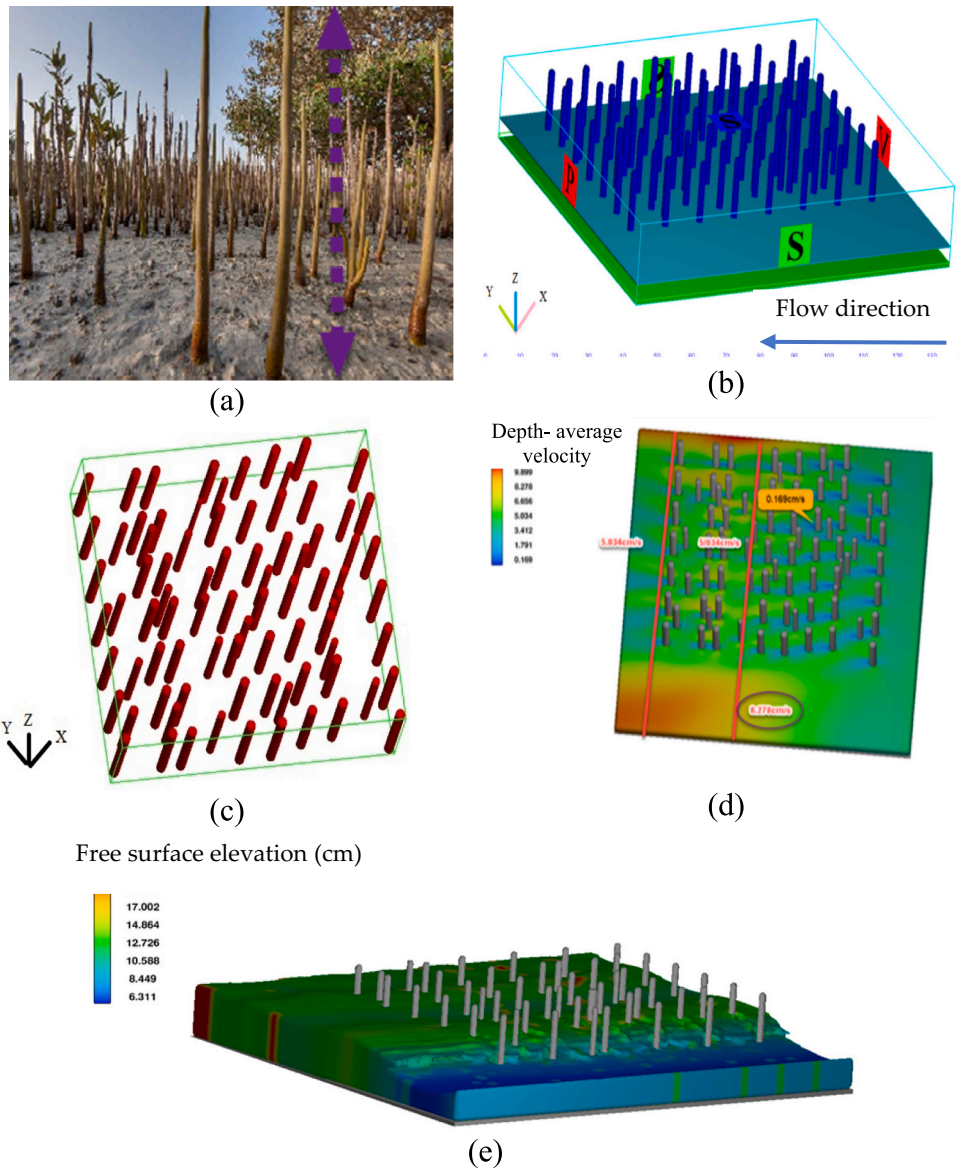 (a)
S
V
P
S
Z
Y
X
Flow direction
(b)
Z
Y
X
(c)
Depth- average
velocity
9.899
8.278
6.656
5.034
3.412
1.791
0.169
0.169cm/s
5.034cm/s
5.034cm/s
8.278cm/s
(d)
Free surface elevation (cm)
17.002
14.864
12.726
10.588
8.449
6.311
(e)